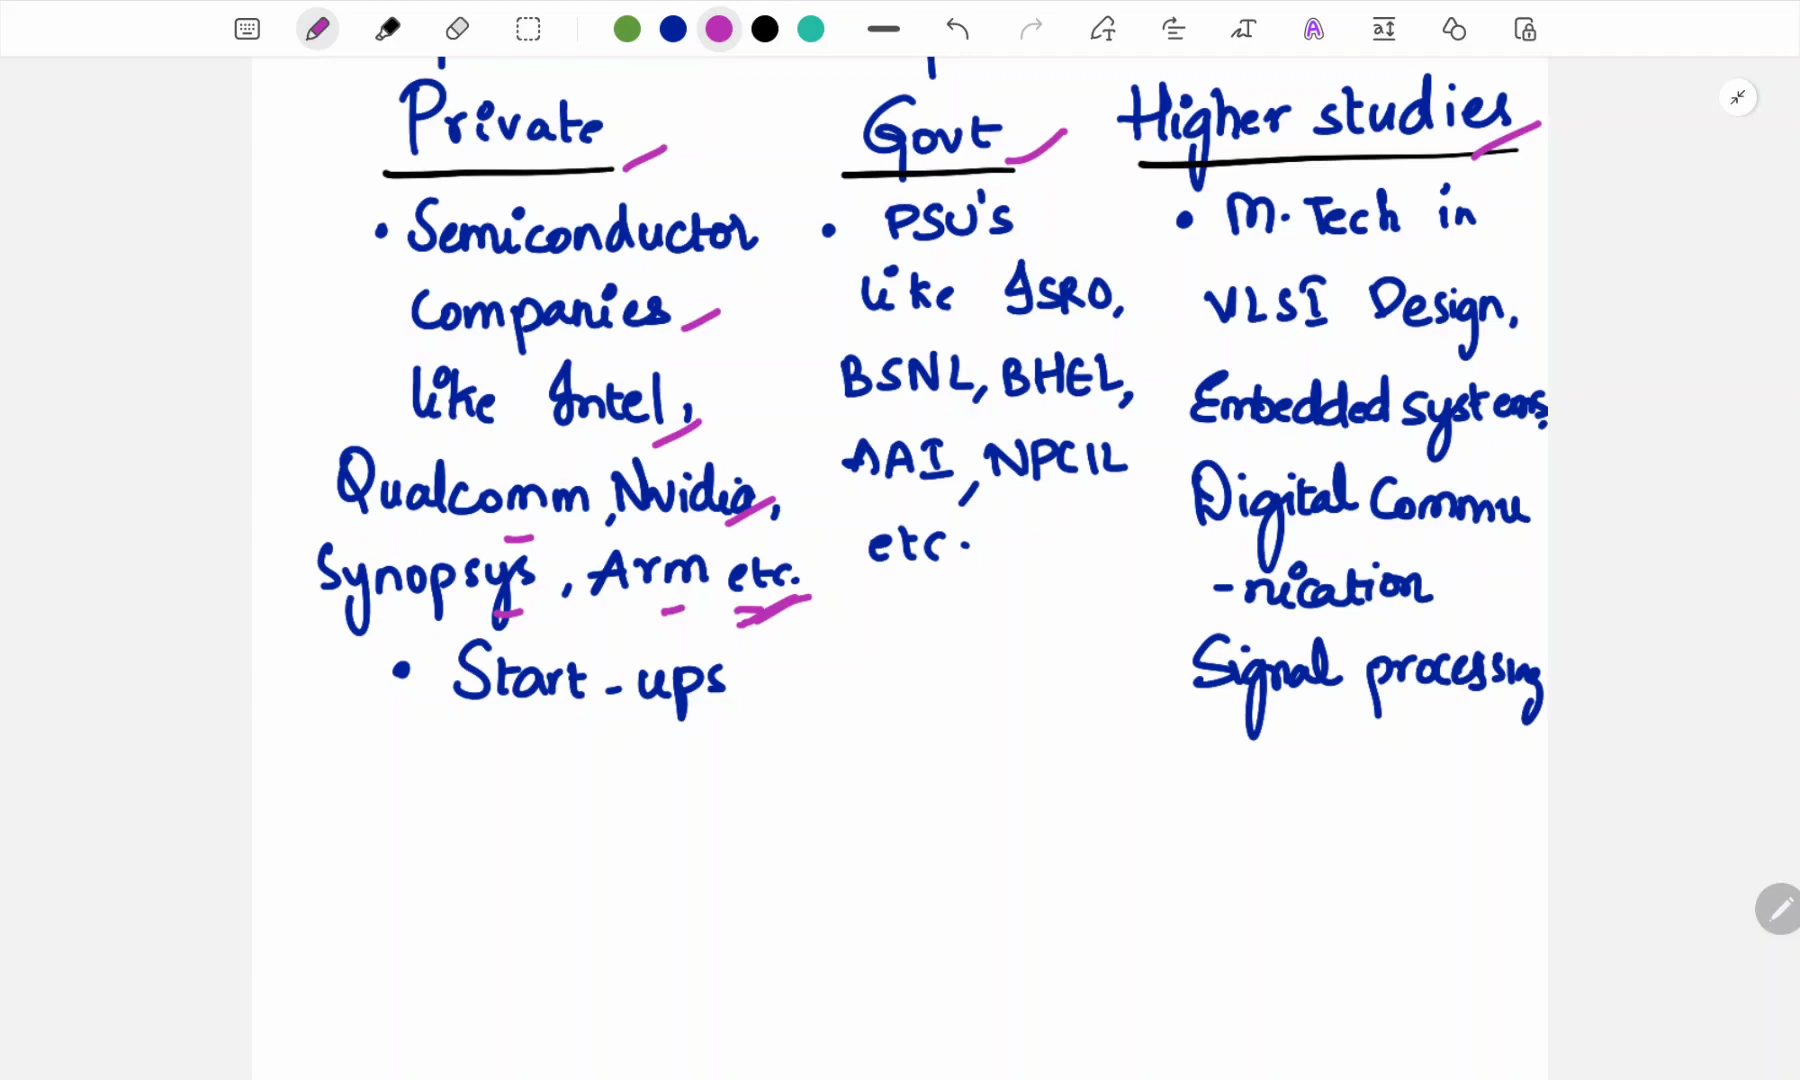 Private
• Semiconductor
Companies
like Intel,
Qualcomm, Nvidia,
Synopsys, Arm etc.
• Start-ups
Govt
• PSU's
like ISRO,
BSNL, BHEL,
AAI, NPCIL
etc.
Higher studies
• M.Tech in
VLSI Design,
Embedded systems,
Digital Commu
-nication
Signal processing